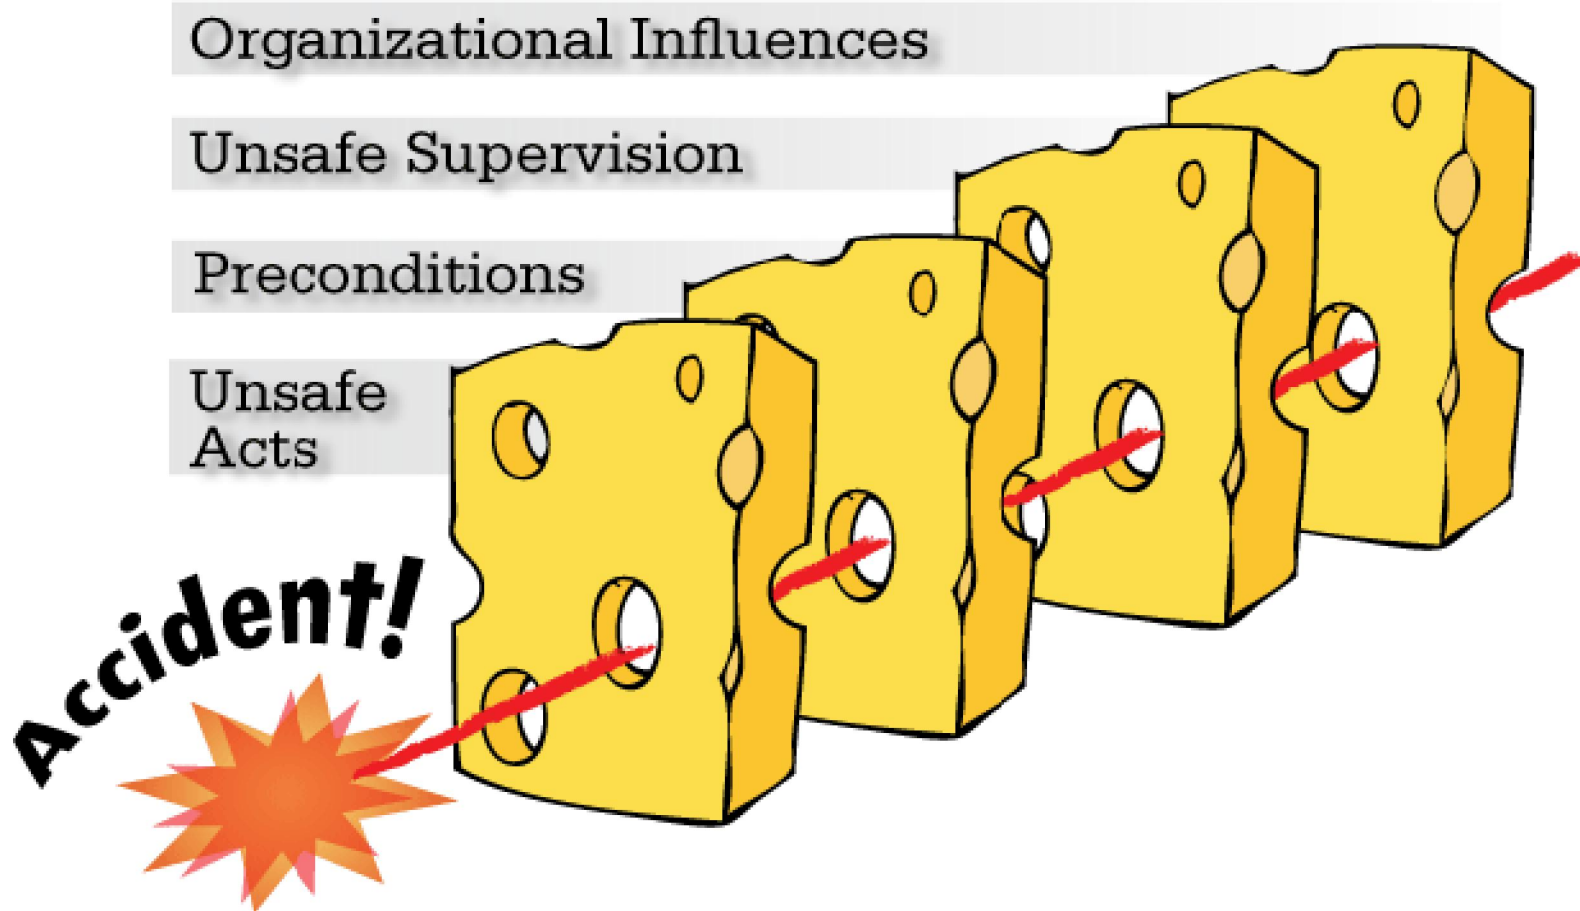 Organizational Influences
Unsafe Supervision
Preconditions
Unsafe
Acts
Accident!